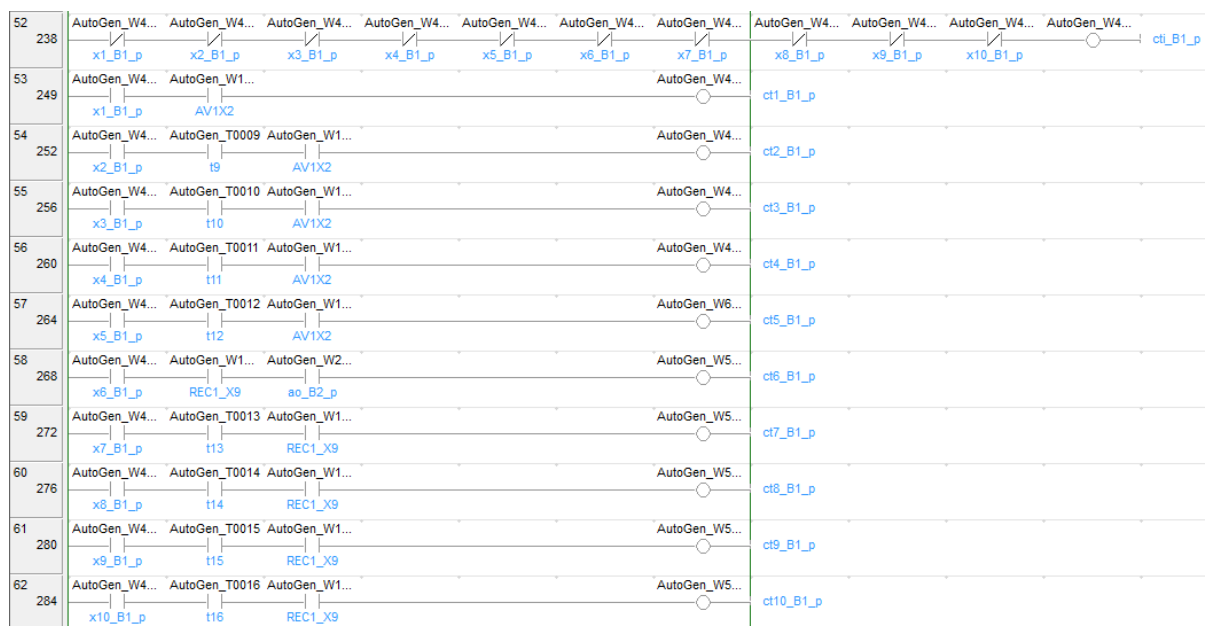 52 AutoGen_W4... AutoGen_W4... AutoGen_W4... AutoGen_W4... AutoGen_W4... AutoGen_W4... AutoGen_W4... AutoGen_W4... AutoGen_W4... AutoGen_W4... AutoGen_W4...
238 cti_B1_p
x1_B1_p x2_B1_p x3_B1_p x4_B1_p x5_B1_p x6_B1_p x7_B1_p x8_B1_p x9_B1_p x10_B1_p
53 AutoGen_W4... AutoGen_W1... AutoGen_W4...
249 ct1_B1_p
x1_B1_p AV1X2
54 AutoGen_W4... AutoGen_T0009 AutoGen_W1... AutoGen_W4...
252 ct2_B1_p
x2_B1_p t9 AV1X2
55 AutoGen_W4... AutoGen_T0010 AutoGen_W1... AutoGen_W4...
256 ct3_B1_p
x3_B1_p t10 AV1X2
56 AutoGen_W4... AutoGen_T0011 AutoGen_W1... AutoGen_W4...
260 ct4_B1_p
x4_B1_p t11 AV1X2
57 AutoGen_W4... AutoGen_T0012 AutoGen_W1... AutoGen_W6...
264 ct5_B1_p
x5_B1_p t12 AV1X2
58 AutoGen_W4... AutoGen_W1... AutoGen_W2... AutoGen_W5...
268 ct6_B1_p
x6_B1_p REC1_X9 ao_B2_p
59 AutoGen_W4... AutoGen_T0013 AutoGen_W1... AutoGen_W5...
272 ct7_B1_p
x7_B1_p t13 REC1_X9
60 AutoGen_W4... AutoGen_T0014 AutoGen_W1... AutoGen_W5...
276 ct8_B1_p
x8_B1_p t14 REC1_X9
61 AutoGen_W4... AutoGen_T0015 AutoGen_W1... AutoGen_W5...
280 ct9_B1_p
x9_B1_p t15 REC1_X9
62 AutoGen_W4... AutoGen_T0016 AutoGen_W1... AutoGen_W5...
284 ct10_B1_p
x10_B1_p t16 REC1_X9